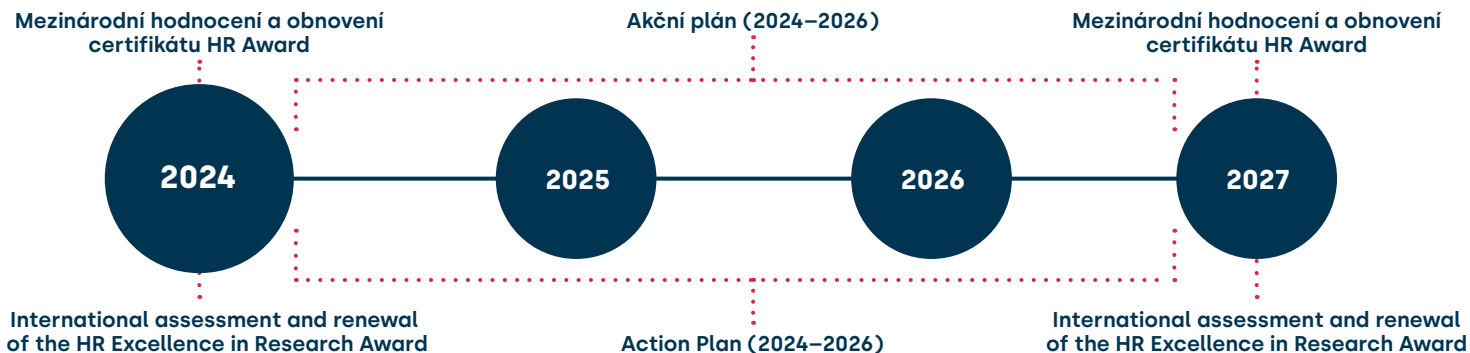 Mezinárodní hodnocení a obnovení
certifikátu HR Award
Akční plán (2024–2026)
Mezinárodní hodnocení a obnovení
certifikátu HR Award
2024
2025
2026
2027
International assessment and renewal
of the HR Excellence in Research Award
Action Plan (2024–2026)
International assessment and renewal
of the HR Excellence in Research Award